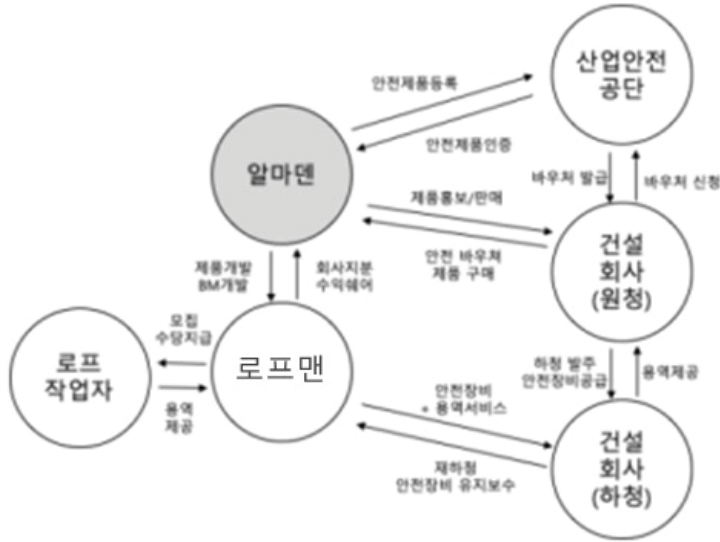 산업안전
공단
안전제품등록
안전제품인증
알마덴
바우처 발급
바우처 신청
제품홍보/판매
안전 바우쳐
제품 구매
건설
회사
(원청)
제품개발
BM개발
회사지분
수익쉐어
모집
수당지급
로프
작업자
로프맨
용역
제공
하청 발주
안전장비공급
용역제공
안전장비
+ 용역서비스
재하청
안전장비 유지보수
건설
회사
(하청)